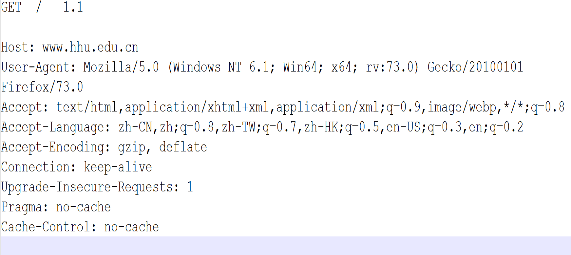 GET / 1.1
Host: www.hhu.edu.cn
User-Agent: Mozilla/5.0 (Windows NT 6.1; Win64; x64; rv:73.0) Gecko/20100101
Firefox/73.0
Accept: text/html,application/xhtml+xml,application/xml;q=0.9,image/webp,*/*;q=0.8
Accept-Language: zh-CN,zh;q=0.8,zh-TW;q=0.7,zh-HK;q=0.5,en-US;q=0.3,en;q=0.2
Accept-Encoding: gzip, deflate
Connection: keep-alive
Upgrade-Insecure-Requests: 1
Pragma: no-cache
Cache-Control: no-cache